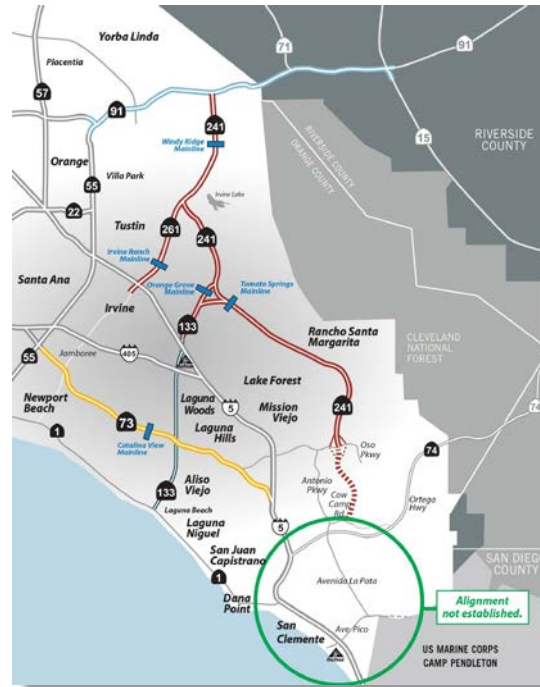 Yorba Linda
Placentia
57
91
71
91
241
Windy Ridge
Mainline
15
RIVERSIDE
COUNTY
RIVERSIDE COUNTY
ORANGE COUNTY
Orange
55
Villa Park
22
Irvine Lake
Tustin
261
241
Irvine Ranch
Mainline
Santa Ana
Orange Grove
Mainline
Tomato Springs
Mainline
Irvine
133
Rancho Santa
Margarita
CLEVELAND
NATIONAL
FOREST
55
Jamboree
405
Lake Forest
Newport
Beach
Laguna
Woods
5
Mission
Viejo
241
74
1
73
Laguna
Hills
Catalina View
Mainline
Oso
Pkwy
74
133
Aliso
Viejo
Antonio
Pkwy
Cow
Camp
Rd
Ortega
Hwy
Laguna Beach
Laguna
Niguel
5
SAN DIEGO
COUNTY
San Juan
Capistrano
1
Avenida La Pata
Dana
Point
Alignment
not established.
San
Clemente
Ave Pico
US MARINE CORPS
CAMP PENDLETON